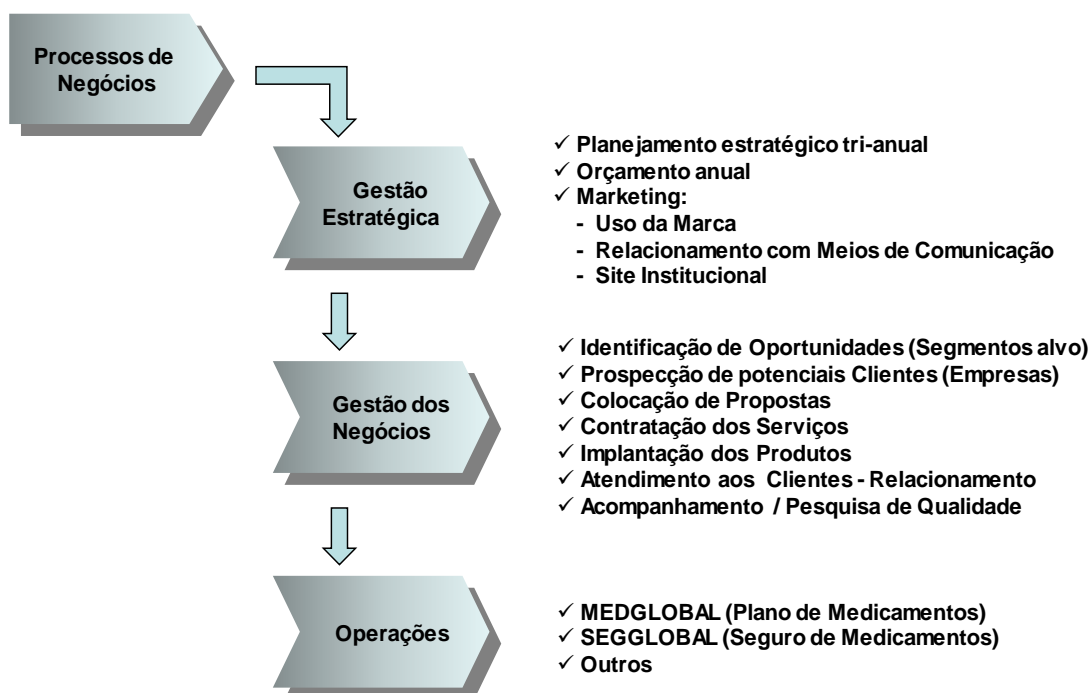 Processos de
Negócios
Gestão
Estratégica
✓ Planejamento estratégico tri-anual
✓ Orçamento anual
✓ Marketing:
- Uso da Marca
- Relacionamento com Meios de Comunicação
- Site Institucional
Gestão dos
Negócios
✓ Identificação de Oportunidades (Segmentos alvo)
✓ Prospecção de potenciais Clientes (Empresas)
✓ Colocação de Propostas
✓ Contratação dos Serviços
✓ Implantação dos Produtos
✓ Atendimento aos Clientes - Relacionamento
✓ Acompanhamento / Pesquisa de Qualidade
Operações
✓ MEDGLOBAL (Plano de Medicamentos)
✓ SEGGLOBAL (Seguro de Medicamentos)
✓ Outros